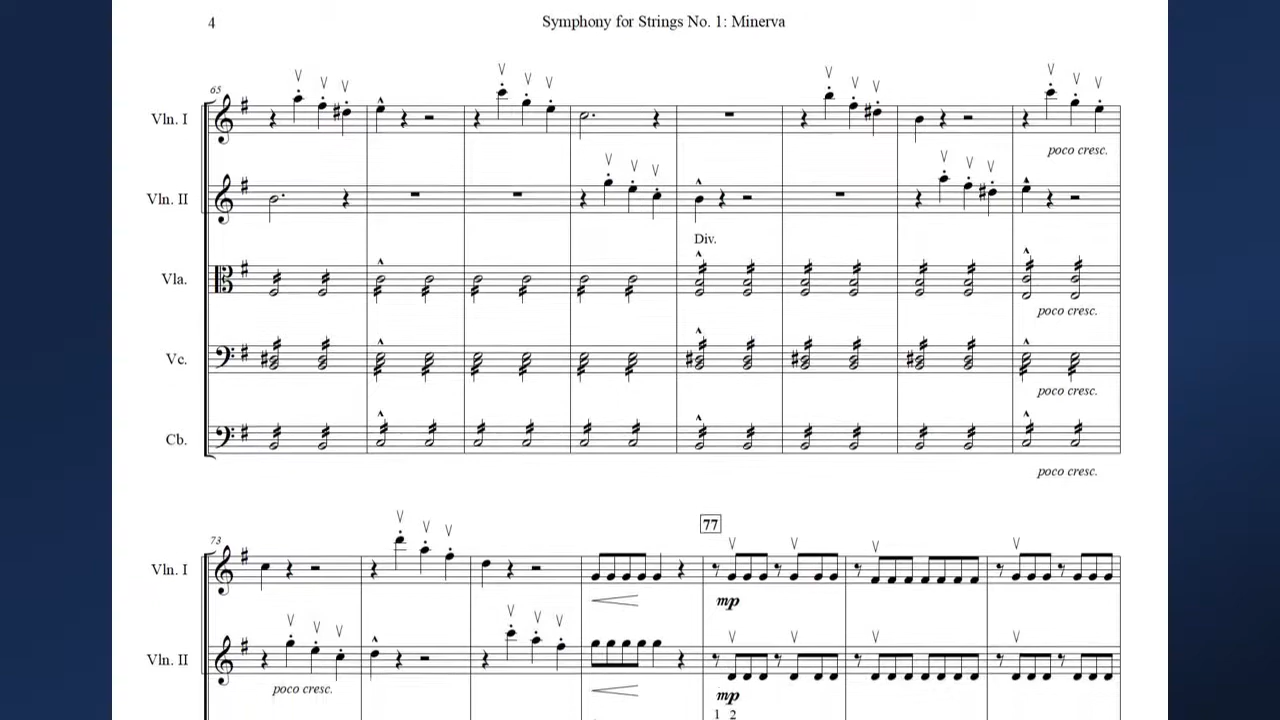 4
Symphony for Strings No. 1: Minerva
65
Vln. I
poco cresc.
Vln. II
Div.
Vla.
poco cresc.
Vc.
poco cresc.
Cb.
poco cresc.
73
77
Vln. I
mp
Vln. II
poco cresc.
mp
1 2